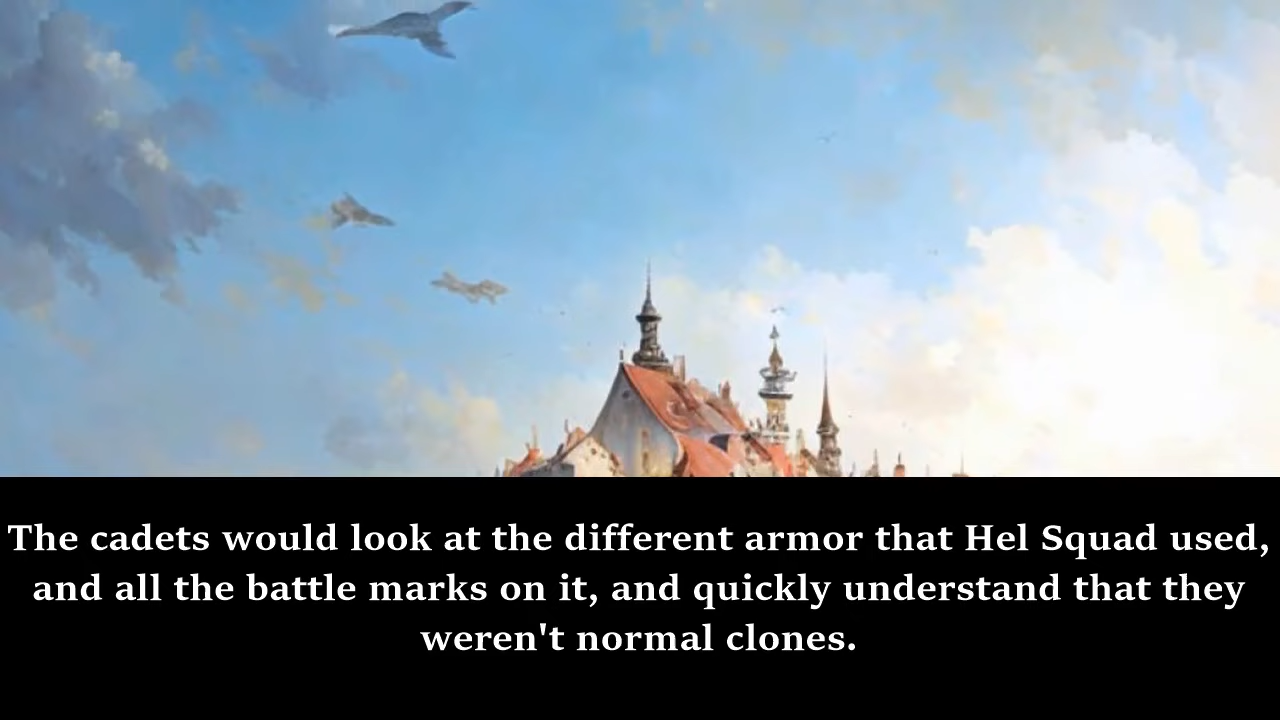 The cadets would look at the different armor that Hel Squad used,
and all the battle marks on it, and quickly understand that they
weren't normal clones.